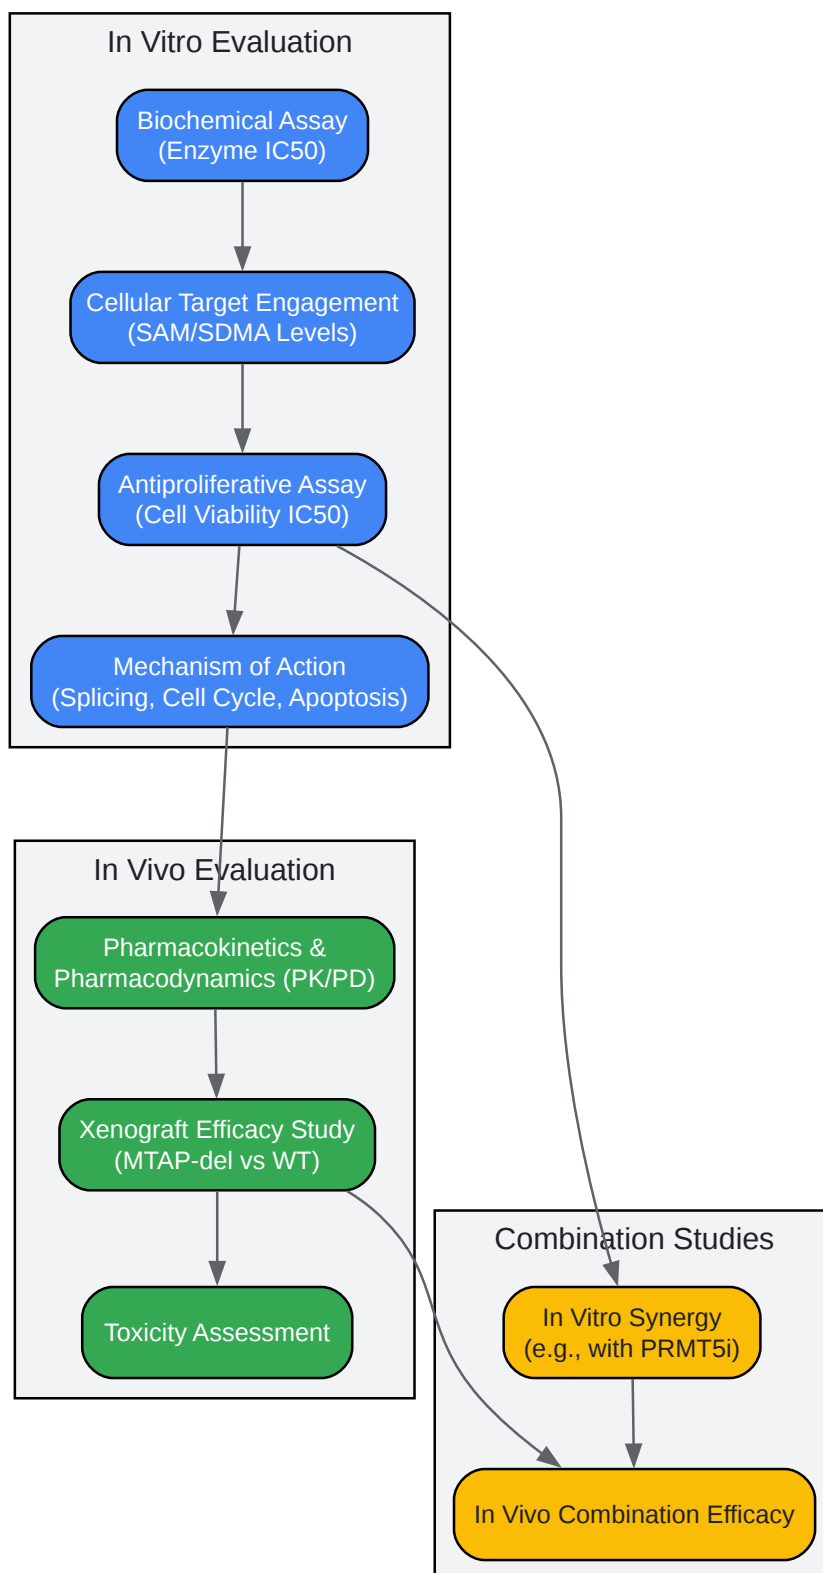 In Vitro Evaluation
Biochemical Assay
(Enzyme IC50)
Cellular Target Engagement
(SAM/SDMA Levels)
Antiproliferative Assay
(Cell Viability IC50)
Mechanism of Action
(Splicing, Cell Cycle, Apoptosis)
In Vivo Evaluation
Pharmacokinetics &
Pharmacodynamics (PK/PD)
Xenograft Efficacy Study
(MTAP-del vs WT)
Toxicity Assessment
Combination Studies
In Vitro Synergy
(e.g., with PRMT5i)
In Vivo Combination Efficacy